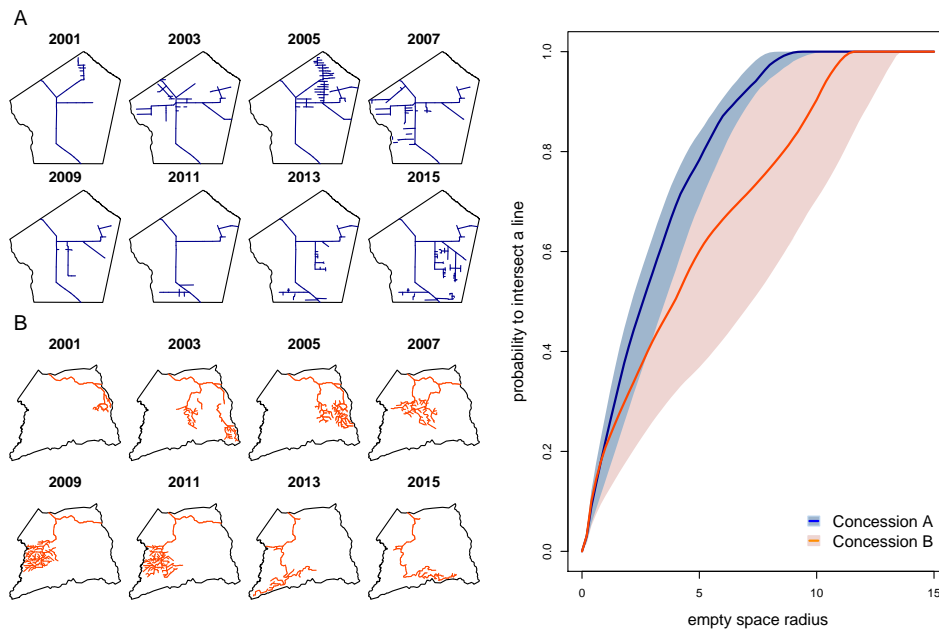 A
2001 2003 2005 2007
2009 2011 2013 2015
B
2001 2003 2005 2007
2009 2011 2013 2015
probability to intersect a line
1.0
0.8
0.6
0.4
0.2
0.0
Concession A
Concession B
0 5 10 15
empty space radius